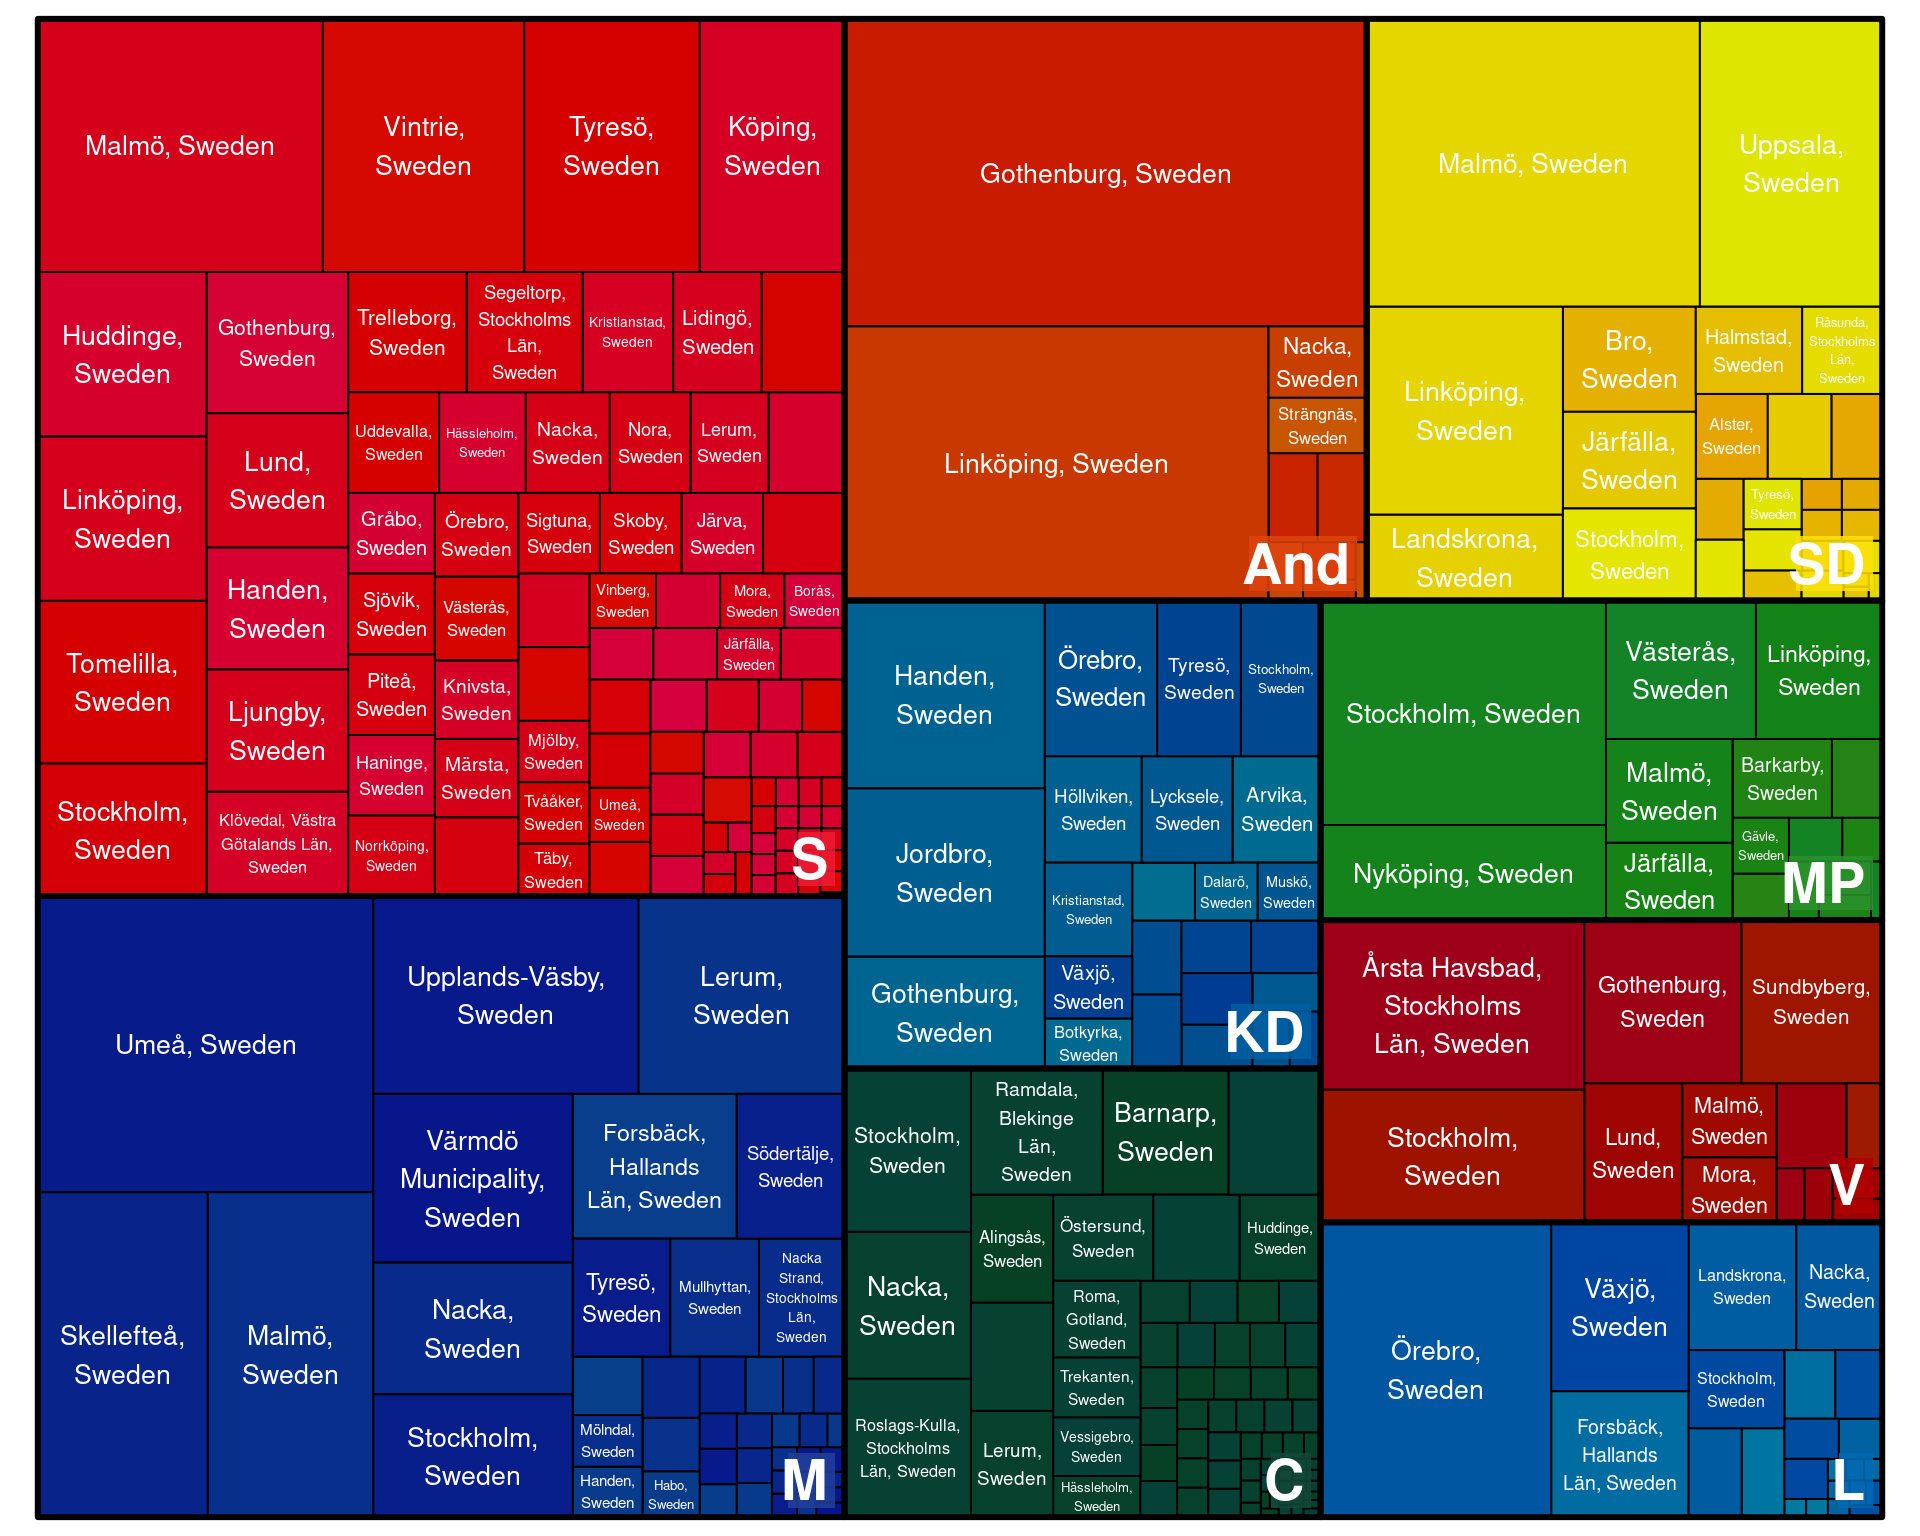 Malmö, Sweden
Vintrie,
Sweden
Tyresö,
Sweden
Köping,
Sweden
Huddinge,
Sweden
Gothenburg,
Sweden
Trelleborg,
Sweden
Segeltorp,
Stockholms
Län,
Sweden
Kristianstad,
Sweden
Lidingö,
Sweden
Linköping,
Sweden
Lund,
Sweden
Uddevalla,
Sweden
Hässleholm,
Sweden
Nacka,
Sweden
Nora,
Sweden
Lerum,
Sweden
Gråbo,
Sweden
Örebro,
Sweden
Sigtuna,
Sweden
Skoby,
Sweden
Järva,
Sweden
Tomelilla,
Sweden
Handen,
Sweden
Sjövik,
Sweden
Västerås,
Sweden
Vinberg,
Sweden
Mora,
Sweden
Borås,
Sweden
Järfälla,
Sweden
Ljungby,
Sweden
Piteå,
Sweden
Knivsta,
Sweden
Stockholm,
Sweden
Klövedal, Västra
Götalands Län,
Sweden
Haninge,
Sweden
Märsta,
Sweden
Mjölby,
Sweden
Tvååker,
Sweden
Umeå,
Sweden
Norrköping,
Sweden
Täby,
Sweden
S
Umeå, Sweden
Upplands-Väsby,
Sweden
Lerum,
Sweden
Värmdö
Municipality,
Sweden
Forsbäck,
Hallands
Län, Sweden
Södertälje,
Sweden
Skellefteå,
Sweden
Malmö,
Sweden
Nacka,
Sweden
Tyresö,
Sweden
Mullhyttan,
Sweden
Nacka
Strand,
Stockholms
Län,
Sweden
Stockholm,
Sweden
Mölndal,
Sweden
Handen,
Sweden
Habo,
Sweden
M
Gothenburg, Sweden
Linköping, Sweden
Nacka,
Sweden
Strängnäs,
Sweden
And
Malmö, Sweden
Uppsala,
Sweden
Linköping,
Sweden
Bro,
Sweden
Halmstad,
Sweden
Råsunda,
Stockholms
Län,
Sweden
Järfälla,
Sweden
Alster,
Sweden
Landskrona,
Sweden
Stockholm,
Sweden
Tyresö,
Sweden
SD
Handen,
Sweden
Örebro,
Sweden
Tyresö,
Sweden
Stockholm,
Sweden
Jordbro,
Sweden
Höllviken,
Sweden
Lycksele,
Sweden
Arvika,
Sweden
Kristianstad,
Sweden
Dalarö,
Sweden
Muskö,
Sweden
Gothenburg,
Sweden
Växjö,
Sweden
Botkyrka,
Sweden
KD
Stockholm, Sweden
Västerås,
Sweden
Linköping,
Sweden
Malmö,
Sweden
Barkarby,
Sweden
Nyköping, Sweden
Järfälla,
Sweden
Gävle,
Sweden
MP
Årsta Havsbad,
Stockholms
Län, Sweden
Gothenburg,
Sweden
Sundbyberg,
Sweden
Stockholm,
Sweden
Lund,
Sweden
Malmö,
Sweden
Mora,
Sweden
V
Stockholm,
Sweden
Ramdala,
Blekinge
Län,
Sweden
Barnarp,
Sweden
Nacka,
Sweden
Alingsås,
Sweden
Östersund,
Sweden
Huddinge,
Sweden
Roma,
Gotland,
Sweden
Roslags-Kulla,
Stockholms
Län, Sweden
Lerum,
Sweden
Trekanten,
Sweden
Vessigebro,
Sweden
Hässleholm,
Sweden
C
Örebro,
Sweden
Växjö,
Sweden
Landskrona,
Sweden
Nacka,
Sweden
Forsbäck,
Hallands
Län, Sweden
Stockholm,
Sweden
L